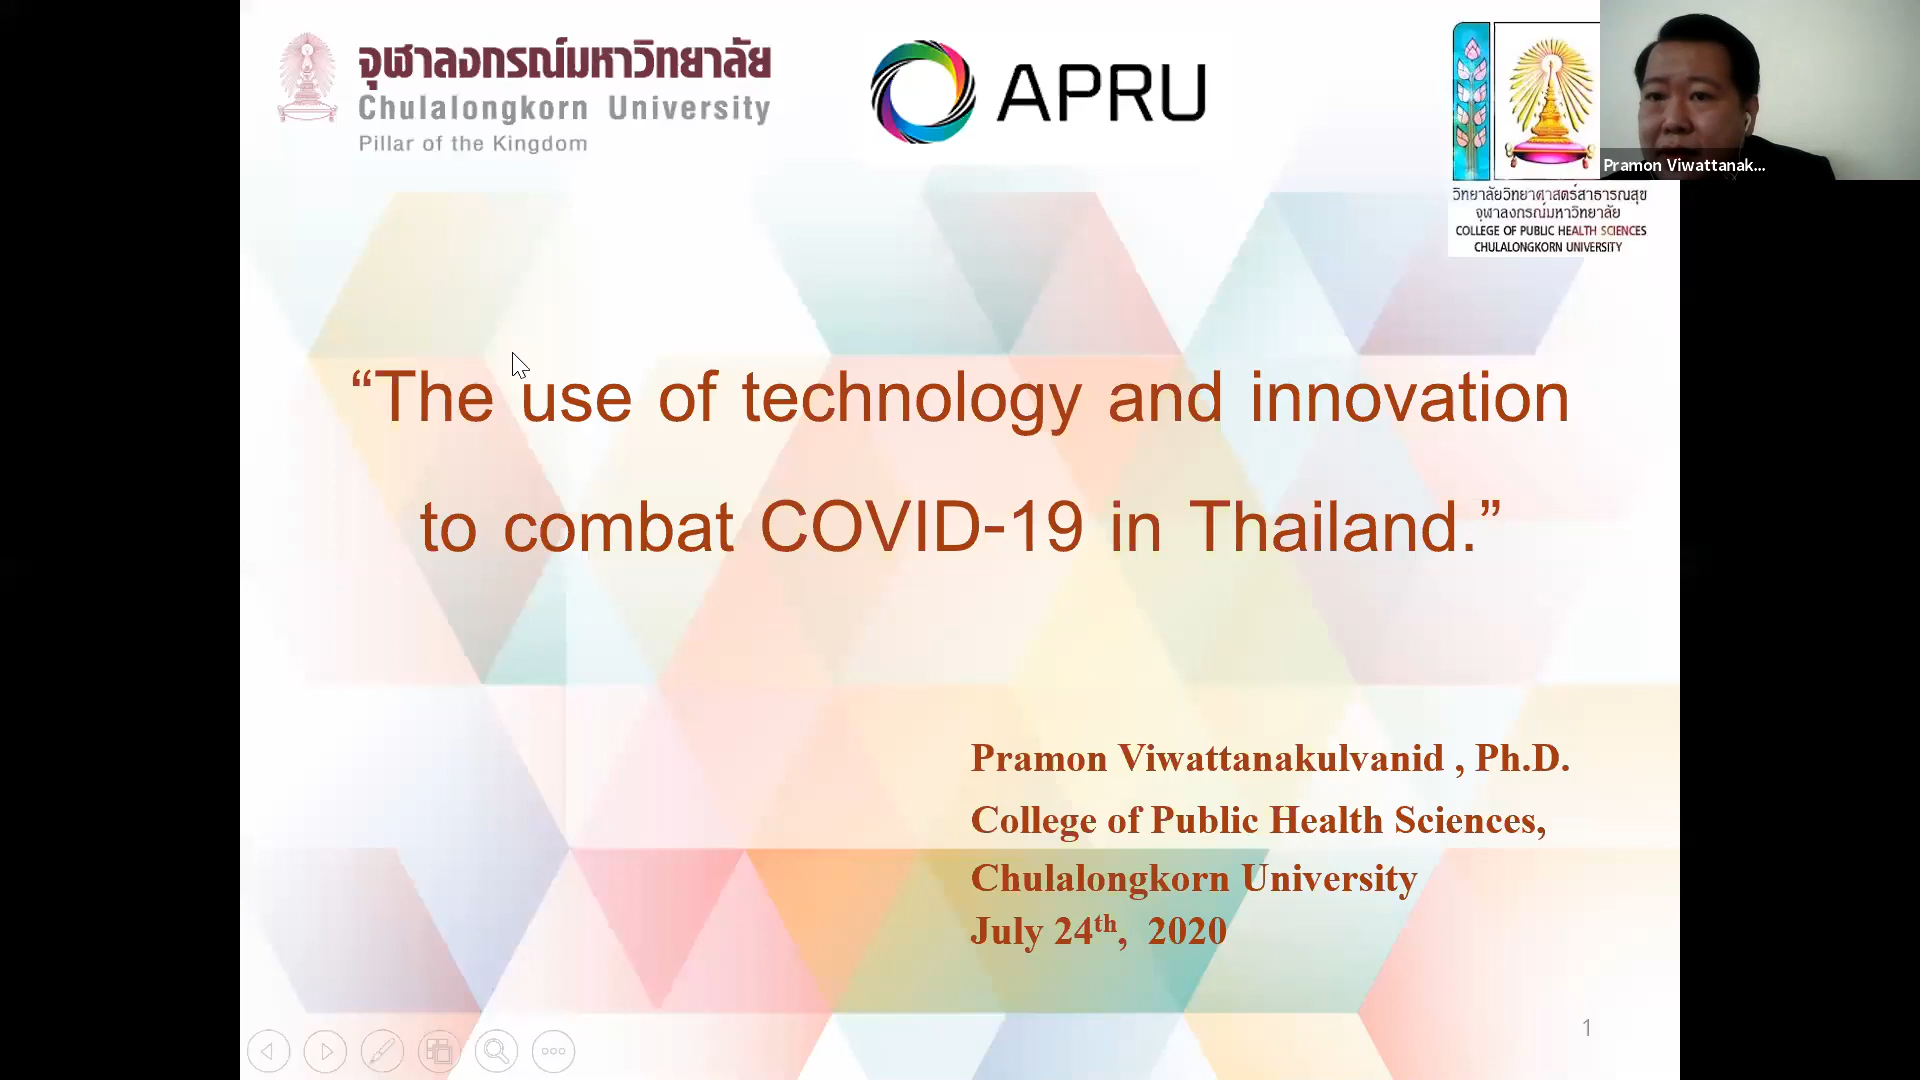 จุฬาลงกรณ์มหาวิทยาลัย
Chulalongkorn University
Pillar of the Kingdom
APRU
Pramon Viwattanak...
วิทยาลัยวิทยาศาสตร์สาธารณสุข
จุฬาลงกรณ์มหาวิทยาลัย
COLLEGE OF PUBLIC HEALTH SCIENCES
CHULALONGKORN UNIVERSITY
“The use of technology and innovation
to combat COVID-19 in Thailand.”
Pramon Viwattanakulvanid , Ph.D.
College of Public Health Sciences,
Chulalongkorn University
July 24th, 2020
1